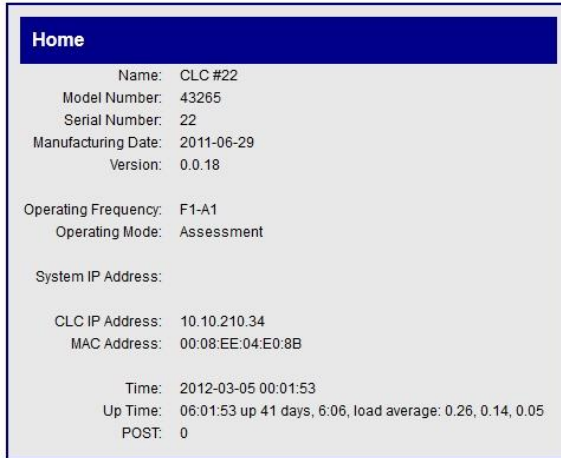 Home
Name: CLC #22
Model Number: 43265
Serial Number: 22
Manufacturing Date: 2011-06-29
Version: 0.0.18
Operating Frequency: F1-A1
Operating Mode: Assessment
System IP Address:
CLC IP Address: 10.10.210.34
MAC Address: 00:08:EE:04:E0:8B
Time: 2012-03-05 00:01:53
Up Time: 06:01:53 up 41 days, 6:06, load average: 0.26, 0.14, 0.05
POST: 0